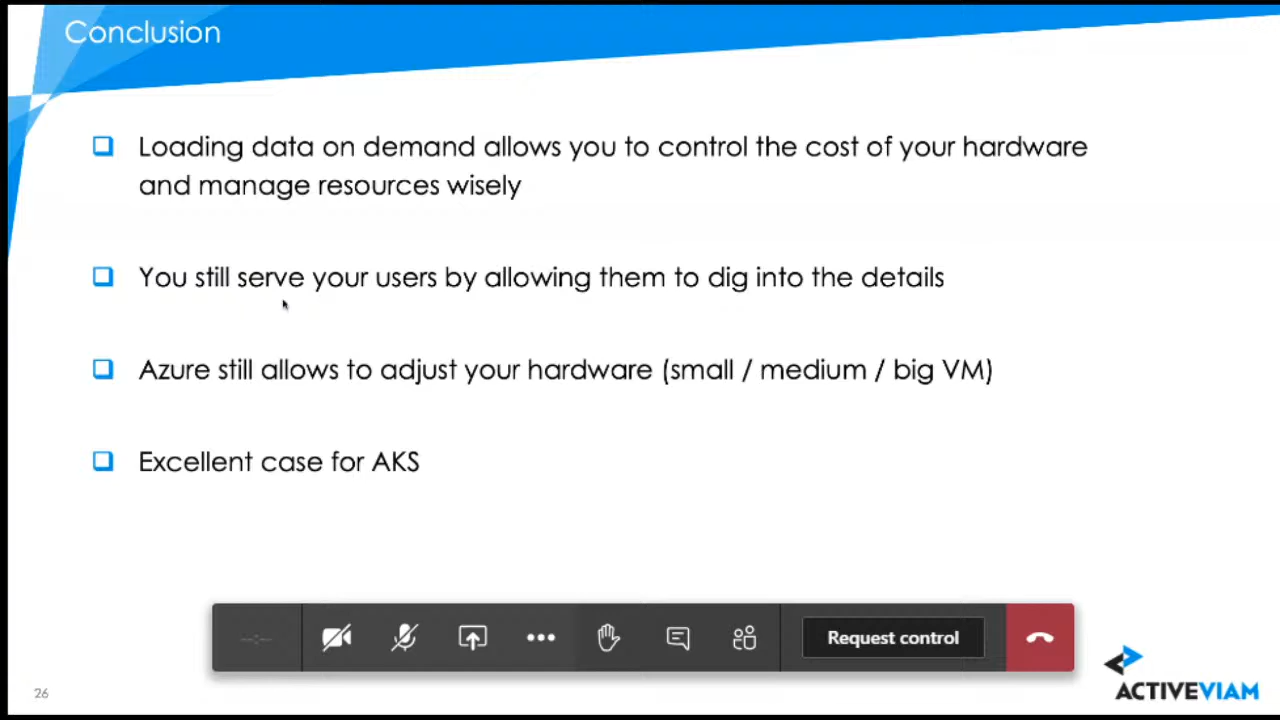 Conclusion
Loading data on demand allows you to control the cost of your hardware
and manage resources wisely
You still serve your users by allowing them to dig into the details
Azure still allows to adjust your hardware (small / medium / big VM)
Excellent case for AKS
--:--
Request control
26
ACTIVEVIAM